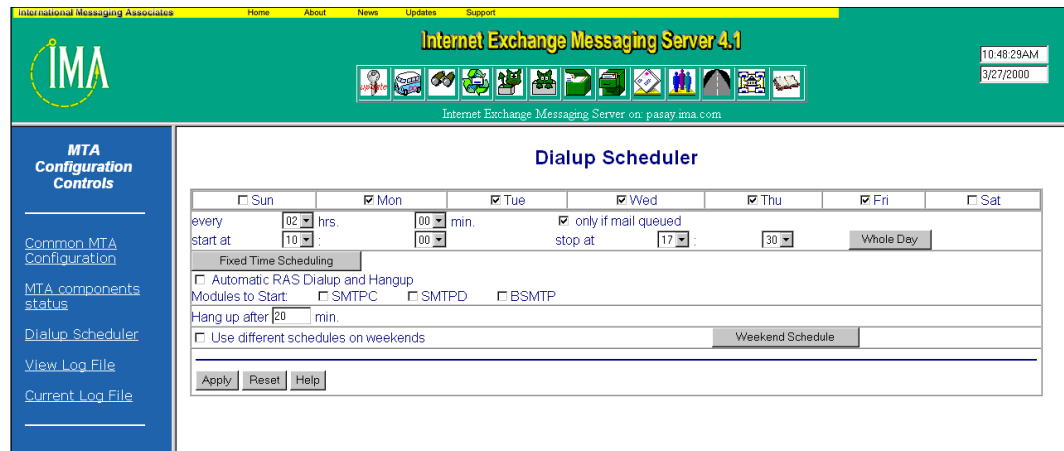 International Messaging Associates Home About News Updates Support
Internet Exchange Messaging Server 4.1
IMA
10:48:29AM
3/27/2000
update
Internet Exchange Messaging Server on: pasay.ima.com
MTA
Configuration
Controls
Common MTA
Configuration
MTA components
status
Dialup Scheduler
View Log File
Current Log File
Dialup Scheduler
Sun Mon Tue Wed Thu Fri Sat
every 02 hrs. 00 min. only if mail queued
start at 10 : 00 stop at 17 : 30 Whole Day
Fixed Time Scheduling
Automatic RAS Dialup and Hangup
Modules to Start: SMTPC SMTPD BSMTP
Hang up after 20 min.
Use different schedules on weekends Weekend Schedule
Apply Reset Help